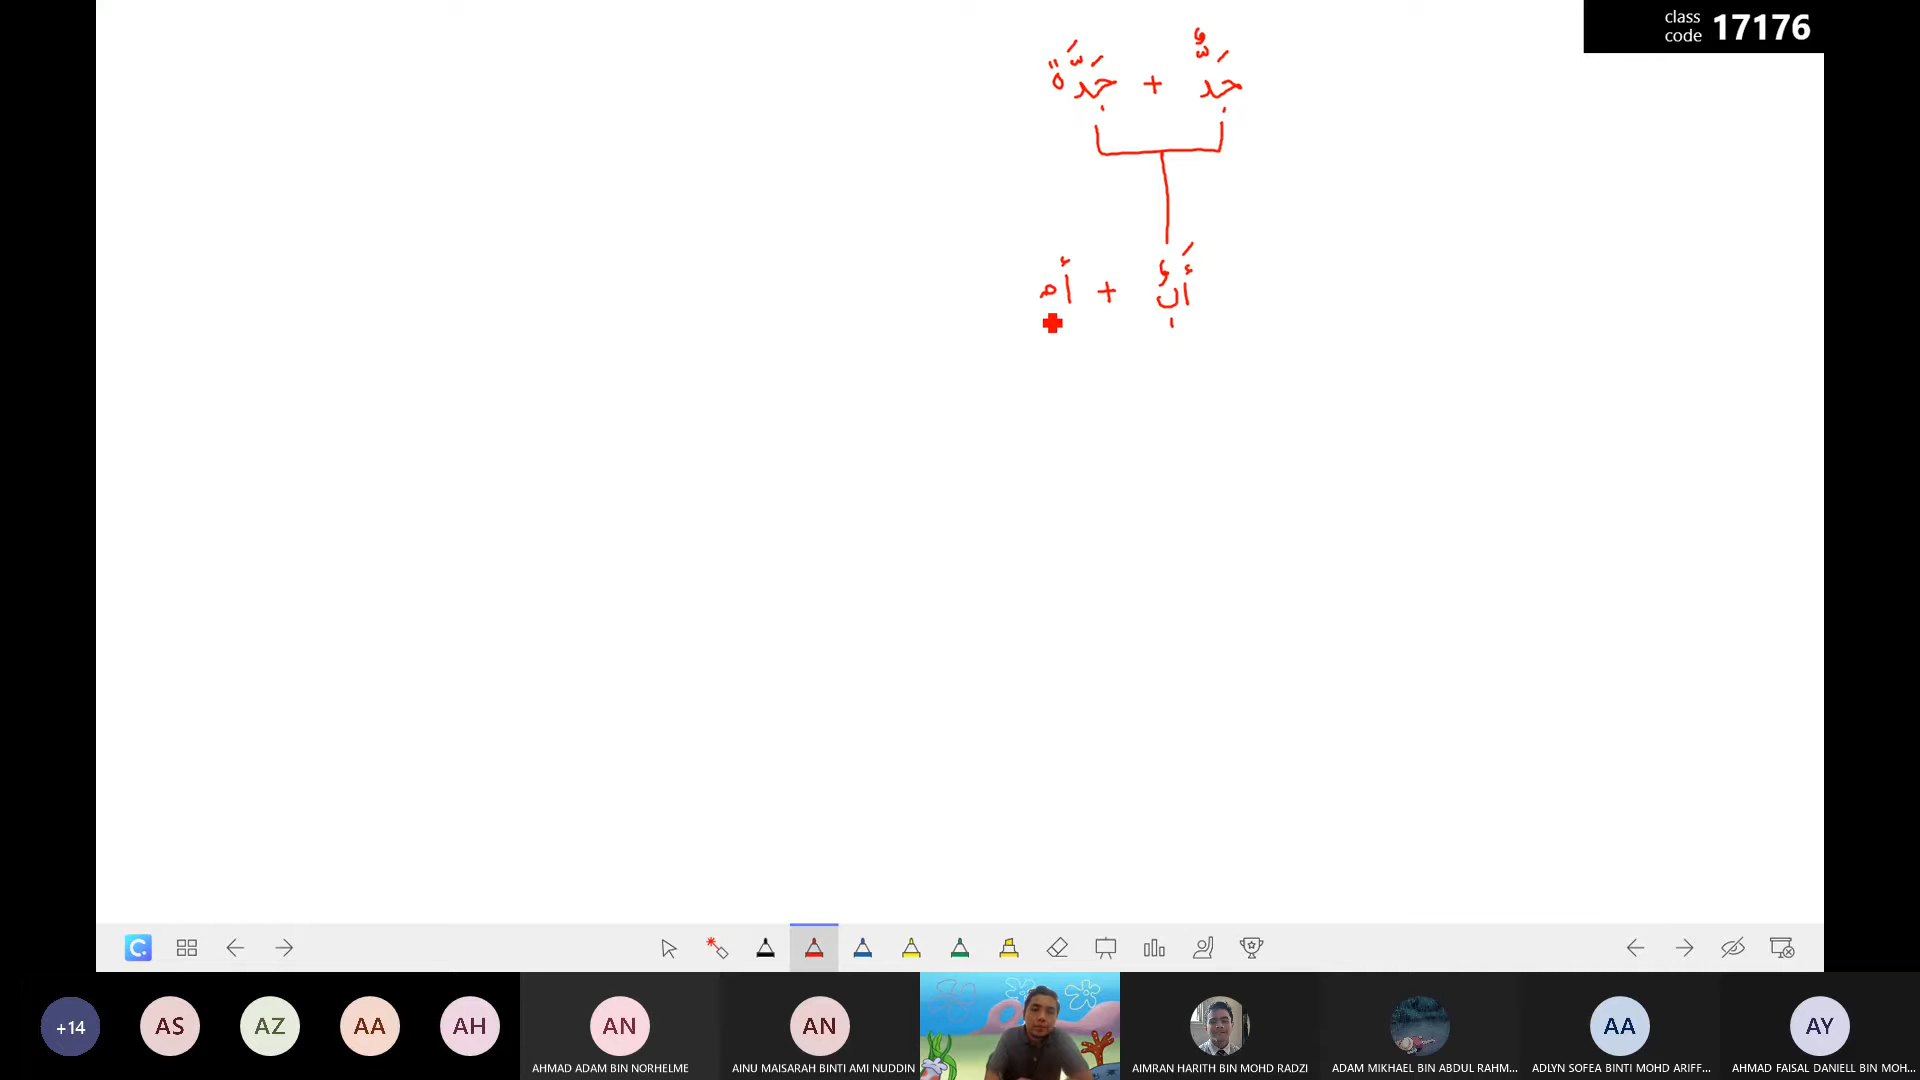 class
code 17176
جَدٌّ + جَدَّةٌ
أَبٌ + أم
+14
AS
AZ
AA
AH
AN
AN
AA
AY
AHMAD ADAM BIN NORHELME
AINU MAISARAH BINTI AMI NUDDIN
AIMRAN HARITH BIN MOHD RADZI
ADAM MIKHAEL BIN ABDUL RAHM...
ADLYN SOFEA BINTI MOHD ARIFF...
AHMAD FAISAL DANIELL BIN MOH...